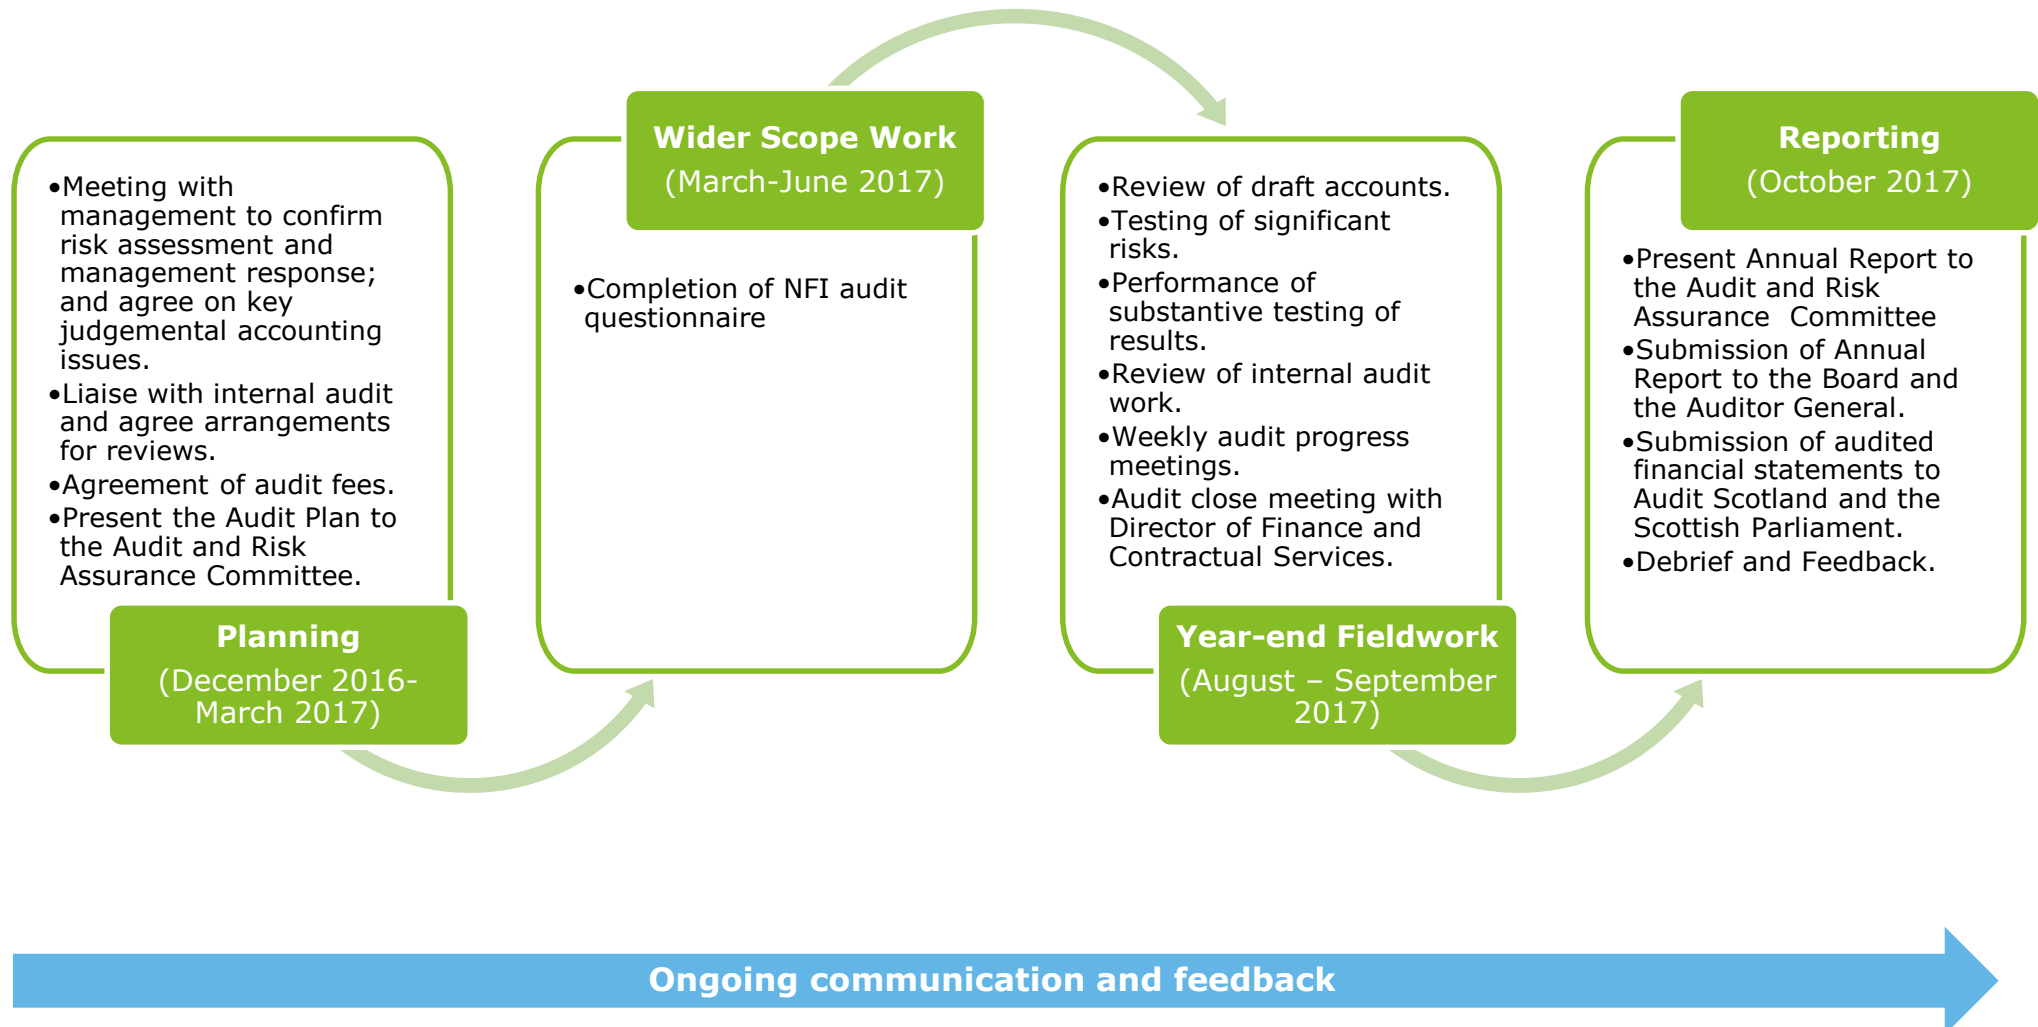 •Meeting with
management to confirm
risk assessment and
management response;
and agree on key
judgemental accounting
issues.
•Liaise with internal audit
and agree arrangements
for reviews.
•Agreement of audit fees.
•Present the Audit Plan to
the Audit and Risk
Assurance Committee.
Planning
(December 2016-
March 2017)
Wider Scope Work
(March-June 2017)
•Completion of NFI audit
questionnaire
•Review of draft accounts.
•Testing of significant
risks.
•Performance of
substantive testing of
results.
•Review of internal audit
work.
•Weekly audit progress
meetings.
•Audit close meeting with
Director of Finance and
Contractual Services.
Year-end Fieldwork
(August – September
2017)
Reporting
(October 2017)
•Present Annual Report to
the Audit and Risk
Assurance Committee
•Submission of Annual
Report to the Board and
the Auditor General.
•Submission of audited
financial statements to
Audit Scotland and the
Scottish Parliament.
•Debrief and Feedback.
Ongoing communication and feedback